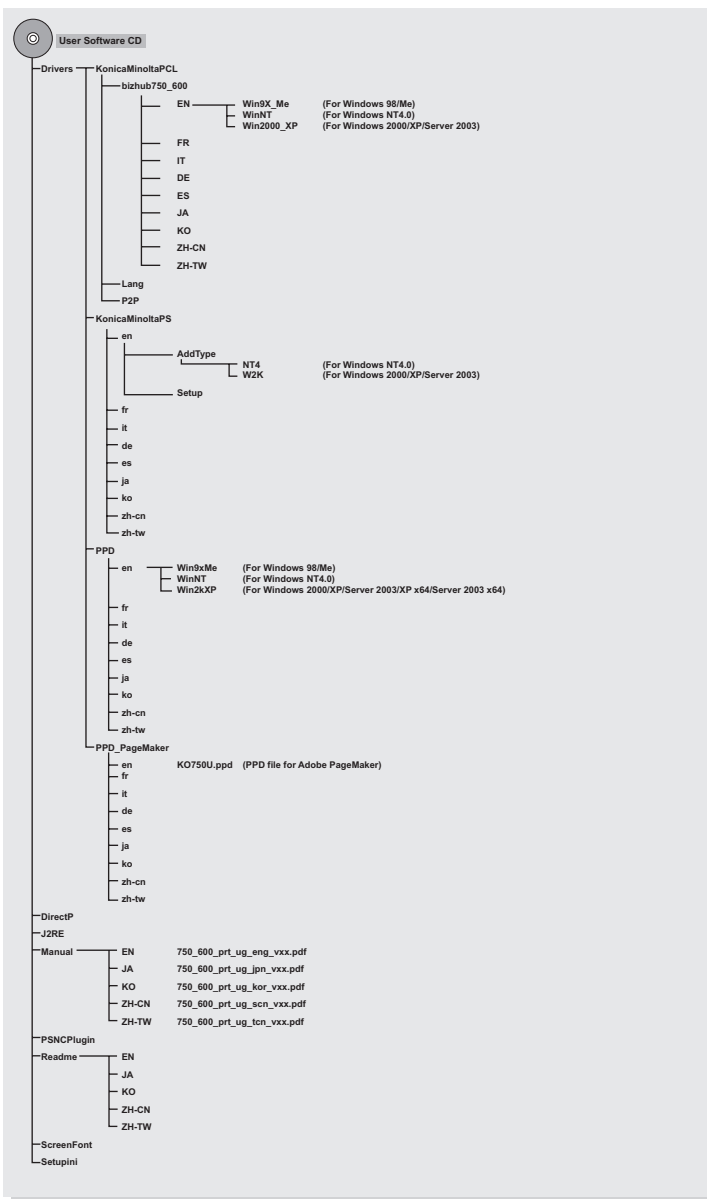 User Software CD
Drivers KonicaMinoltaPCL
bizhub750_600
EN Win9X_Me (For Windows 98/Me)
WinNT (For Windows NT4.0)
Win2000_XP (For Windows 2000/XP/Server 2003)
FR
IT
DE
ES
JA
KO
ZH-CN
ZH-TW
Lang
P2P
KonicaMinoltaPS
en
AddType
NT4 (For Windows NT4.0)
W2K (For Windows 2000/XP/Server 2003)
Setup
fr
it
de
es
ja
ko
zh-cn
zh-tw
PPD
en Win9xMe (For Windows 98/Me)
WinNT (For Windows NT4.0)
Win2kXP (For Windows 2000/XP/Server 2003/XP x64/Server 2003 x64)
fr
it
de
es
ja
ko
zh-cn
zh-tw
PPD_PageMaker
en KO750U.ppd (PPD file for Adobe PageMaker)
fr
it
de
es
ja
ko
zh-cn
zh-tw
DirectP
J2RE
Manual EN 750_600_prt_ug_eng_vxx.pdf
JA 750_600_prt_ug_jpn_vxx.pdf
KO 750_600_prt_ug_kor_vxx.pdf
ZH-CN 750_600_prt_ug_scn_vxx.pdf
ZH-TW 750_600_prt_ug_tcn_vxx.pdf
PSNCPlugin
Readme EN
JA
KO
ZH-CN
ZH-TW
ScreenFont
Setupini